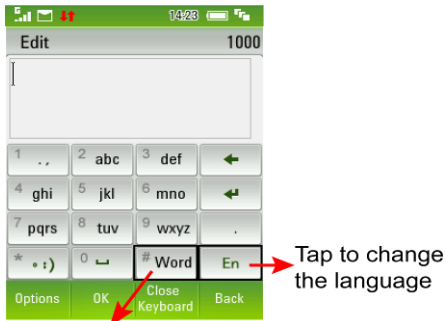 14:23
Edit 1000
1 ., 2 abc 3 def
4 ghi 5 jkl 6 mno
7 pqrs 8 tuv 9 wxyz .
* 。:) 0 # Word En
Tap to change
the language
Options OK Close Keyboard Back